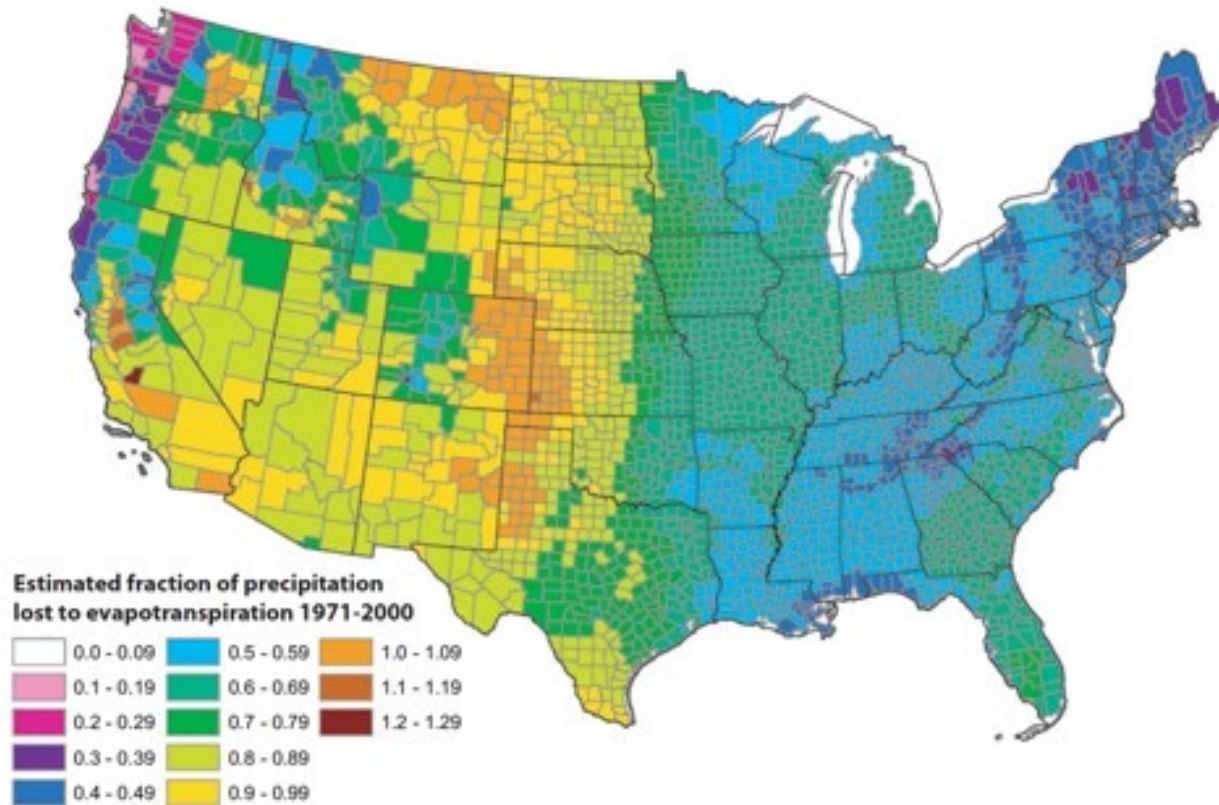 Estimated fraction of precipitation
lost to evapotranspiration 1971-2000
0.0 - 0.09
0.1 - 0.19
0.2 - 0.29
0.3 - 0.39
0.4 - 0.49
0.5 - 0.59
0.6 - 0.69
0.7 - 0.79
0.8 - 0.89
0.9 - 0.99
1.0 - 1.09
1.1 - 1.19
1.2 - 1.29